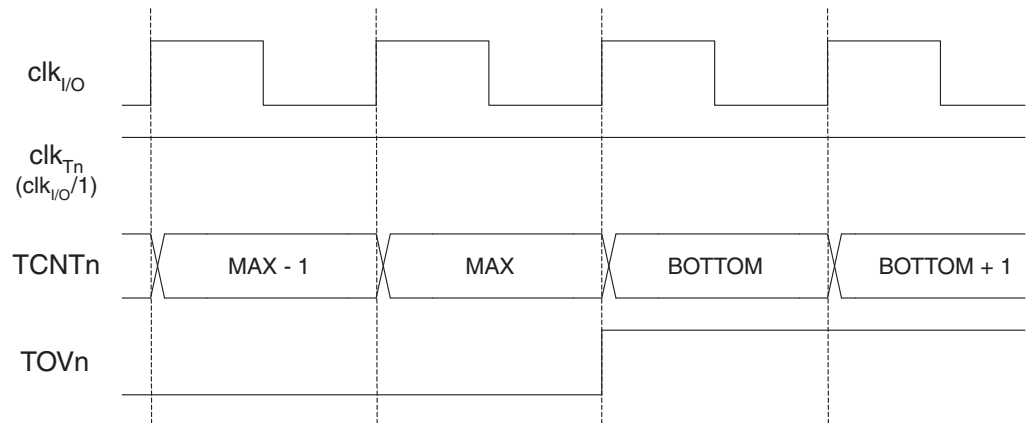 clkI/O
clkTn
(clkI/O/1)
TCNTn
MAX - 1
MAX
BOTTOM
BOTTOM + 1
TOVn